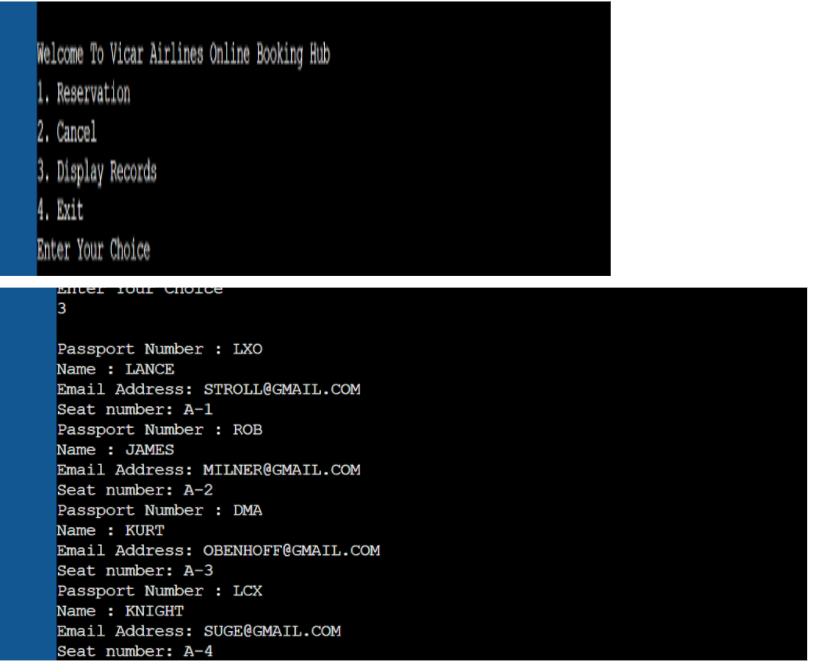 Welcome To Vicar Airlines Online Booking Hub
1. Reservation
2. Cancel
3. Display Records
4. Exit
Enter Your Choice
Enter Your Choice
3
Passport Number : LXO
Name : LANCE
Email Address: STROLL@GMAIL.COM
Seat number: A-1
Passport Number : ROB
Name : JAMES
Email Address: MILNER@GMAIL.COM
Seat number: A-2
Passport Number : DMA
Name : KURT
Email Address: OBENHOFF@GMAIL.COM
Seat number: A-3
Passport Number : LCX
Name : KNIGHT
Email Address: SUGE@GMAIL.COM
Seat number: A-4